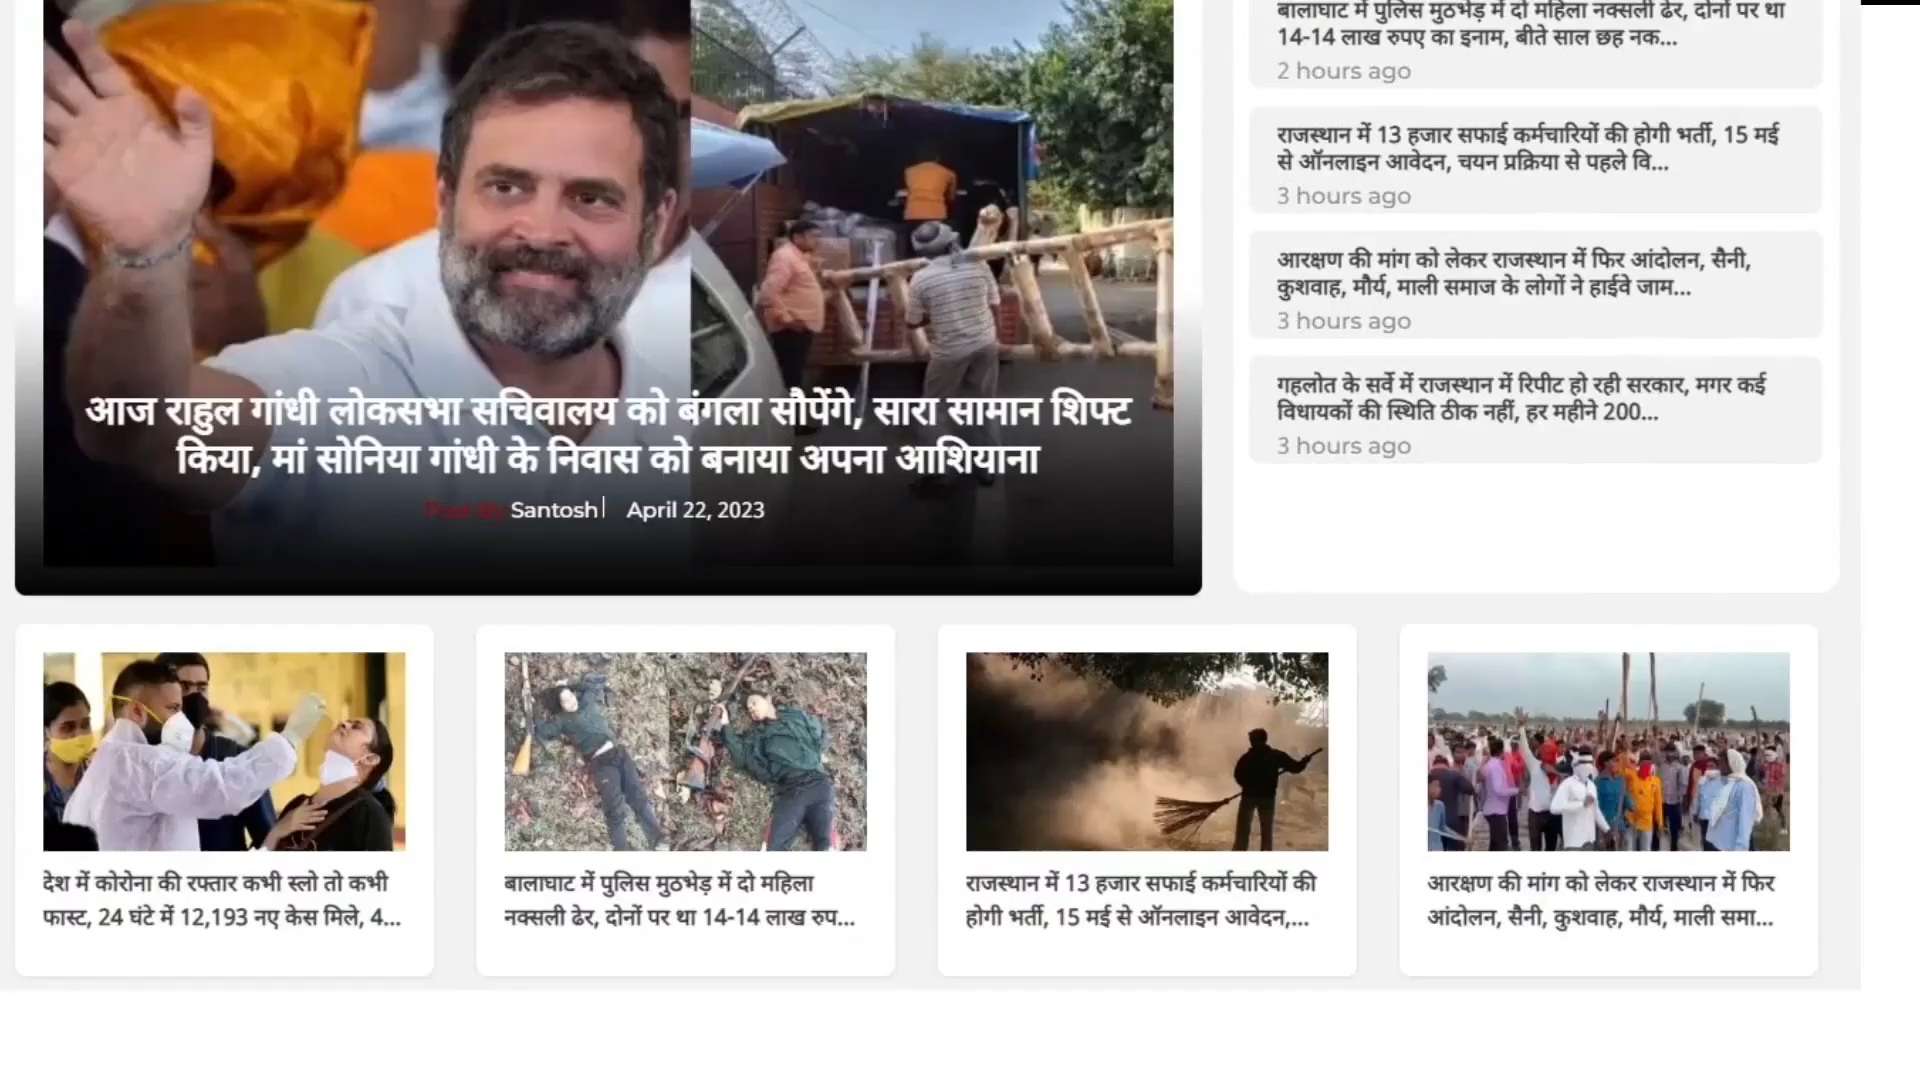 आज राहुल गांधी लोकसभा सचिवालय को बंगला सौपेंगे, सारा सामान शिफ्ट
किया, मां सोनिया गांधी के निवास को बनाया अपना आशियाना
Post By Santosh| April 22, 2023
बालाघाट में पुलिस मुठभेड़ में दो महिला नक्सली ढेर, दोनों पर था
14-14 लाख रुपए का इनाम, बीते साल छह नक...
2 hours ago
राजस्थान में 13 हजार सफाई कर्मचारियों की होगी भर्ती, 15 मई
से ऑनलाइन आवेदन, चयन प्रक्रिया से पहले वि...
3 hours ago
आरक्षण की मांग को लेकर राजस्थान में फिर आंदोलन, सैनी,
कुशवाह, मौर्य, माली समाज के लोगों ने हाईवे जाम...
3 hours ago
गहलोत के सर्वे में राजस्थान में रिपीट हो रही सरकार, मगर कई
विधायकों की स्थिति ठीक नहीं, हर महीने 200...
3 hours ago
देश में कोरोना की रफ्तार कभी स्लो तो कभी
फास्ट, 24 घंटे में 12,193 नए केस मिले, 4...
बालाघाट में पुलिस मुठभेड़ में दो महिला
नक्सली ढेर, दोनों पर था 14-14 लाख रुप...
राजस्थान में 13 हजार सफाई कर्मचारियों की
होगी भर्ती, 15 मई से ऑनलाइन आवेदन,...
आरक्षण की मांग को लेकर राजस्थान में फिर
आंदोलन, सैनी, कुशवाह, मौर्य, माली समा...